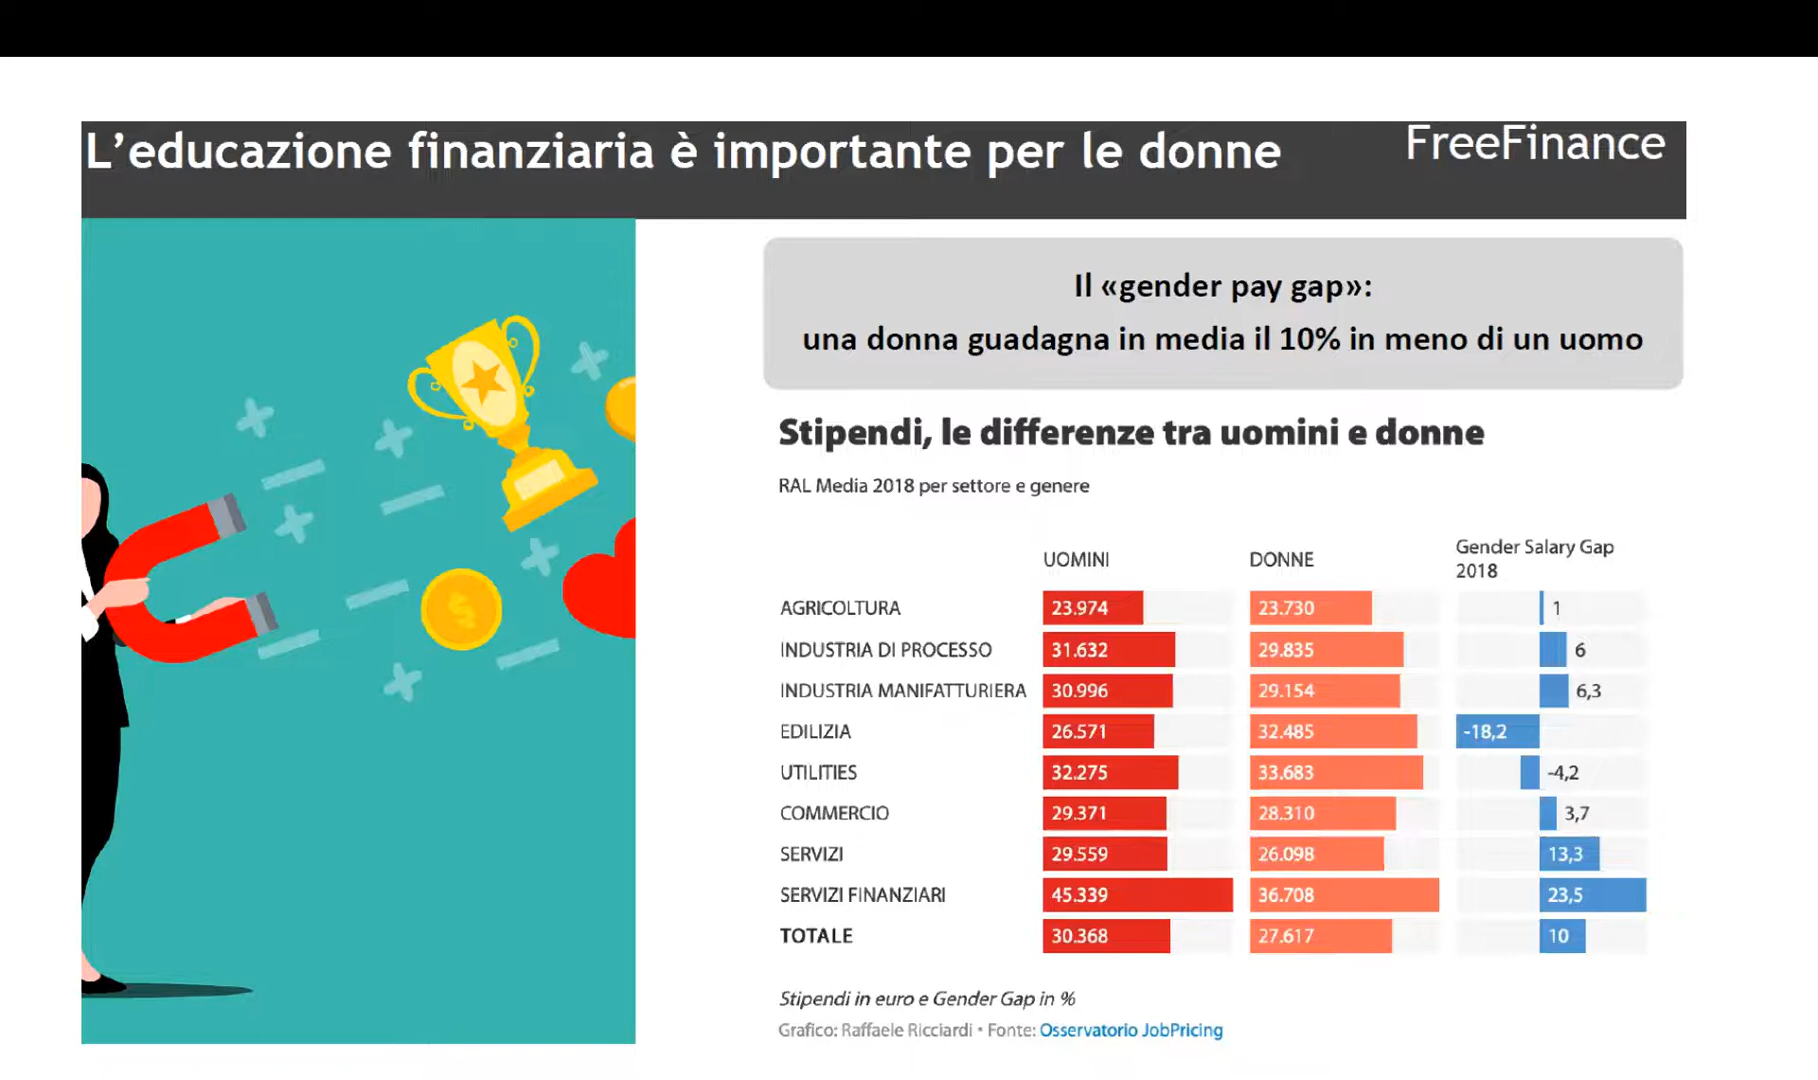 L’educazione finanziaria è importante per le donne
FreeFinance
Il «gender pay gap»:
una donna guadagna in media il 10% in meno di un uomo
Stipendi, le differenze tra uomini e donne
RAL Media 2018 per settore e genere
UOMINI DONNE Gender Salary Gap
2018
AGRICOLTURA 23.974 23.730 1
INDUSTRIA DI PROCESSO 31.632 29.835 6
INDUSTRIA MANIFATTURIERA 30.996 29.154 6,3
EDILIZIA 26.571 32.485 -18,2
UTILITIES 32.275 33.683 -4,2
COMMERCIO 29.371 28.310 3,7
SERVIZI 29.559 26.098 13,3
SERVIZI FINANZIARI 45.339 36.708 23,5
TOTALE 30.368 27.617 10
Stipendi in euro e Gender Gap in %
Grafico: Raffaele Ricciardi • Fonte: Osservatorio JobPricing